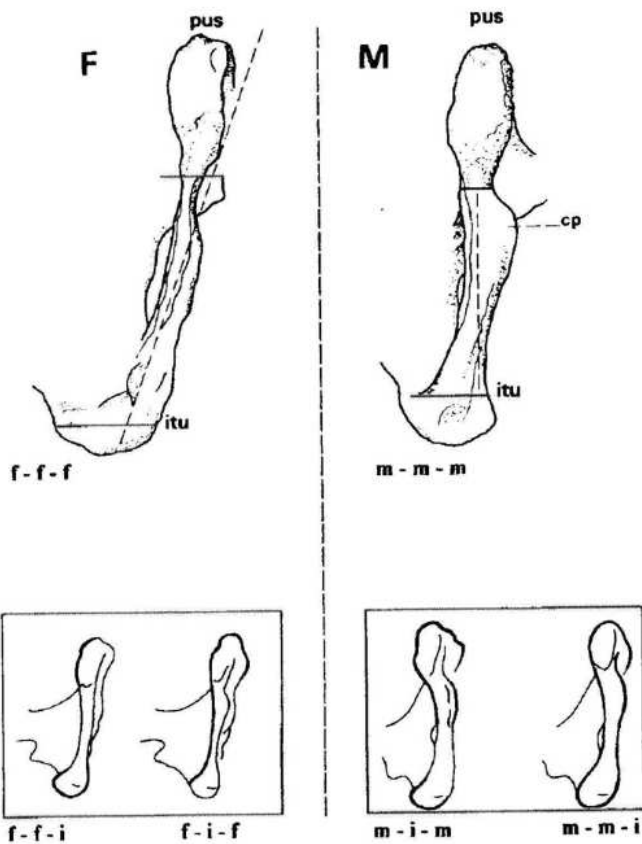 pus
F
itu
f - f - f
pus
M
cp
itu
m - m - m
f - f - i
f - i - f
m - i - m
m - m - i